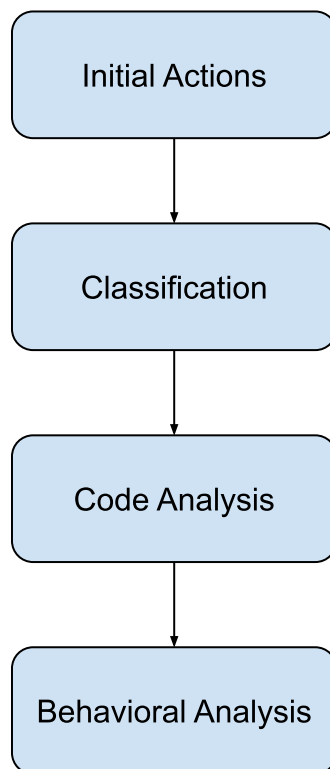 Initial Actions
Classification
Code Analysis
Behavioral Analysis